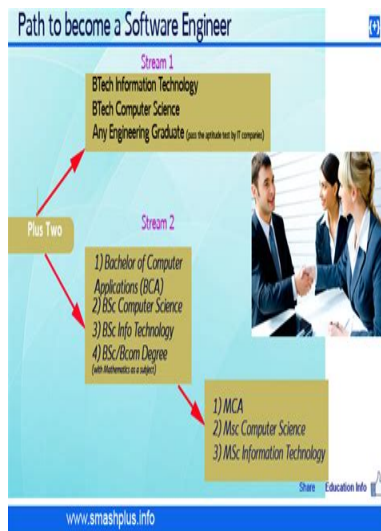 Path to become a Software Engineer
Stream 1
BTech Information Technology
BTech Computer Science
Any Engineering Graduate (pass the aptitude test by IT companies)
Plus Two
Stream 2
1) Bachelor of Computer
Applications (BCA)
2) BSc Computer Science
3) BSc Info Technology
4) BSc/Bcom Degree
(with Mathematics as a subject)
1) MCA
2) Msc Computer Science
3) MSc Information Technology
Share Education Info
www.smashplus.info